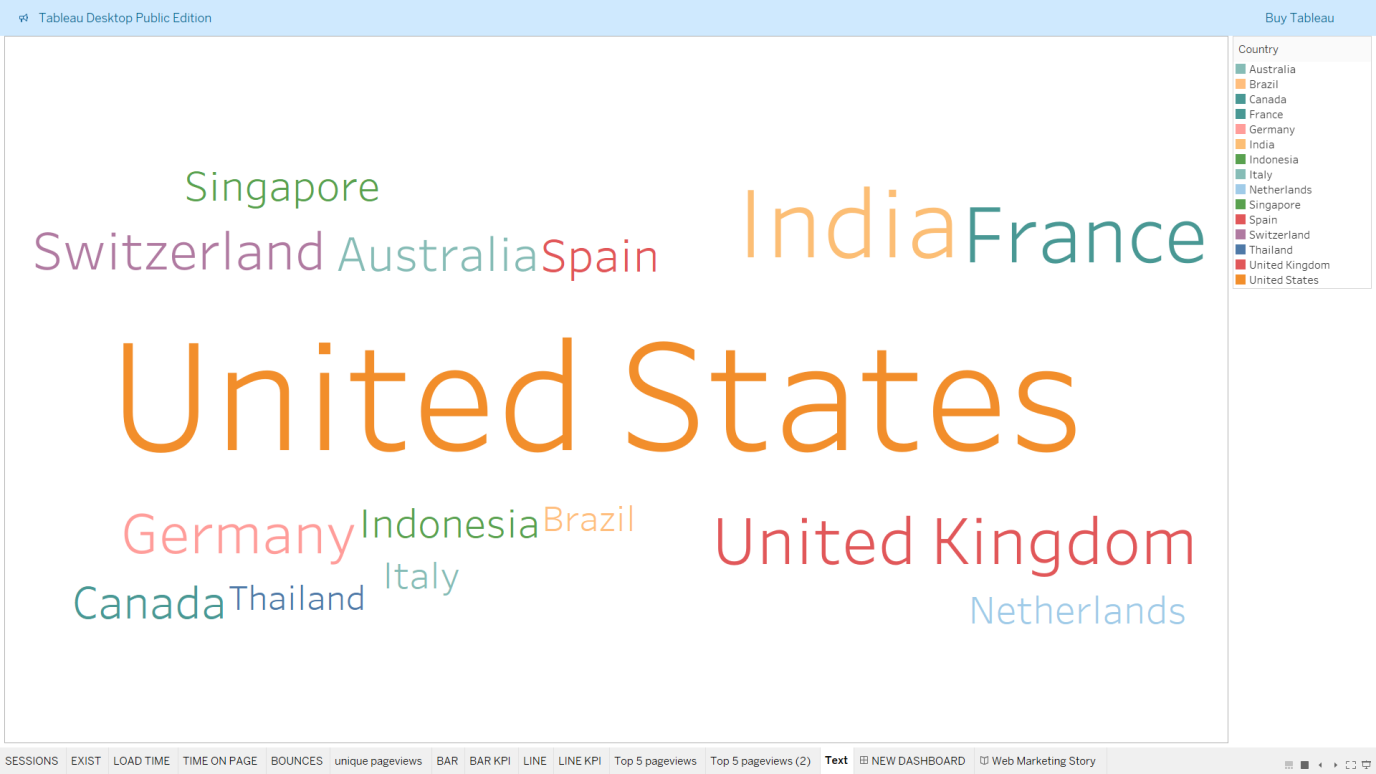 Tableau Desktop Public Edition
Buy Tableau
Singapore
India
France
Switzerland
Australia
Spain
United States
Germany
Indonesia
Brazil
United Kingdom
Italy
Canada
Thailand
Netherlands
Country
Australia
Brazil
Canada
France
Germany
India
Indonesia
Italy
Netherlands
Singapore
Spain
Switzerland
Thailand
United Kingdom
United States
SESSIONS
EXIST
LOAD TIME
TIME ON PAGE
BOUNCES
unique pageviews
BAR
BAR KPI
LINE
LINE KPI
Top 5 pageviews
Top 5 pageviews (2)
Text
NEW DASHBOARD
Web Marketing Story